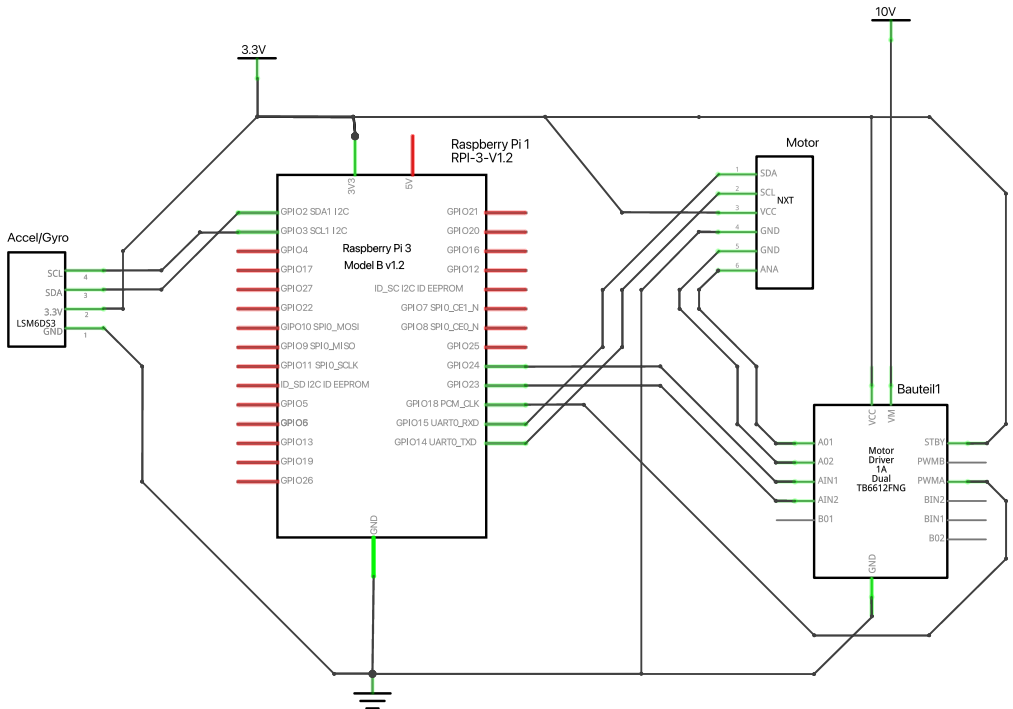 10V
3.3V
Raspberry Pi 1
RPI-3-V1.2
3V3
5V
Motor
1 SDA
2 SCL
NXT
3 VCC
4 GND
5 GND
6 ANA
Accel/Gyro
SCL 4
SDA 3
3.3V 2
LSM6DS3
GND 1
Raspberry Pi 3
Model B v1.2
GPIO2 SDA1 I2C
GPIO3 SCL1 I2C
GPIO4
GPIO17
GPIO27
GPIO22
GIPO10 SPI0_MOSI
GPIO9 SPI0_MISO
GPIO11 SPI0_SCLK
ID_SD I2C ID EEPROM
GPIO5
GPIO6
GPIO13
GPIO19
GPIO26
GPIO21
GPIO20
GPIO16
GPIO12
ID_SC I2C ID EEPROM
GPIO7 SPI0_CE1_N
GPIO8 SPI0_CE0_N
GPIO25
GPIO24
GPIO23
GPIO18 PCM_CLK
GPIO15 UART0_RXD
GPIO14 UART0_TXD
GND
Bauteil1
VCC
VM
A01
A02
AIN1
AIN2
B01
Motor
Driver
1A
Dual
TB6612FNG
STBY
PWMB
PWMA
BIN2
BIN1
B02
GND